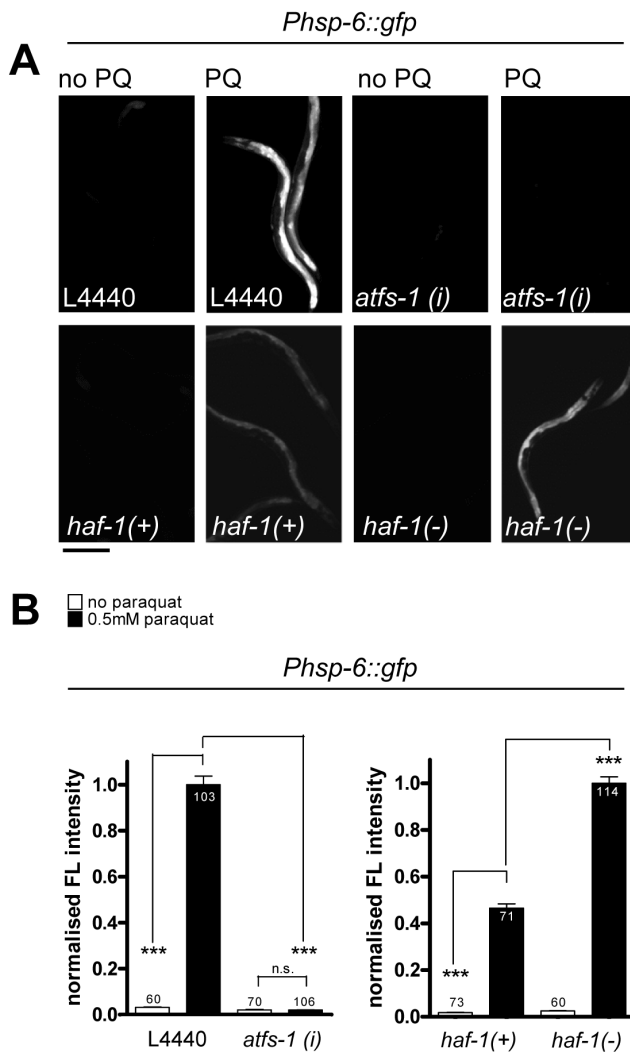 Phsp-6::gfp
A
no PQ PQ no PQ PQ
L4440 L4440 atfs-1 (i) atfs-1(i)
haf-1(+) haf-1(+) haf-1(-) haf-1(-)
B
no paraquat
0.5mM paraquat
Phsp-6::gfp
normalised FL intensity
1.0
0.8
0.6
0.4
0.2
0.0
***
***
n.s.
60 103 70 106
L4440 atfs-1 (i)
normalised FL intensity
1.0
0.8
0.6
0.4
0.2
0.0
***
***
73 71 60 114
haf-1(+) haf-1(-)